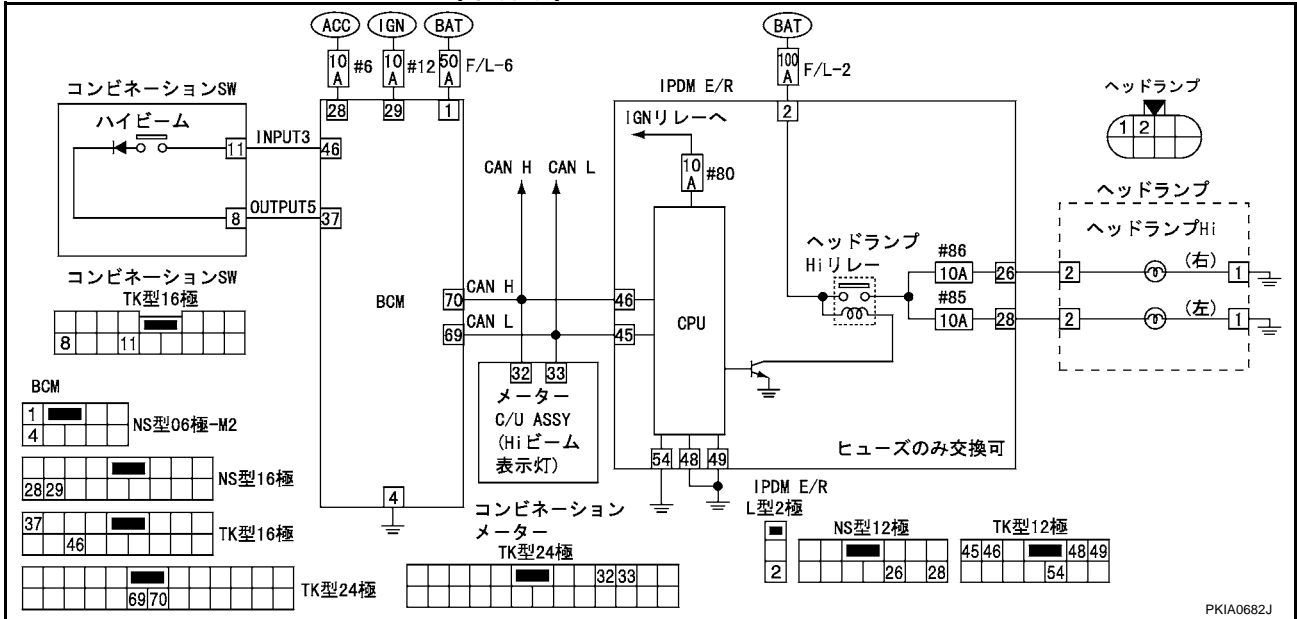 ACC IGN BAT BAT
10A #6 10A #12 50A F/L-6 100A F/L-2
コンビネーションSW
ハイビーム
11 INPUT3 46
8 OUTPUT5 37
28 29 1
BCM
70 CAN H
69 CAN L
4
CAN H CAN L
32 33
メーター
C/U ASSY
(Hiビーム
表示灯)
IPDM E/R
2
IGNリレーへ
10A #80
46
45
CPU
54 48 49
ヘッドランプ
Hiリレー
#86
10A 26
#85
10A 28
ヒューズのみ交換可
ヘッドランプ
1 2
ヘッドランプ
ヘッドランプHi
2 (右) 1
2 (左) 1
コンビネーションSW
TK型16極
8 11
BCM
1
4
NS型06極-M2
28 29
NS型16極
37
46
TK型16極
69 70
TK型24極
コンビネーション
メーター
TK型24極
32 33
IPDM E/R
L型2極
2
NS型12極
26 28
TK型12極
45 46 48 49
54
PKIA0682J